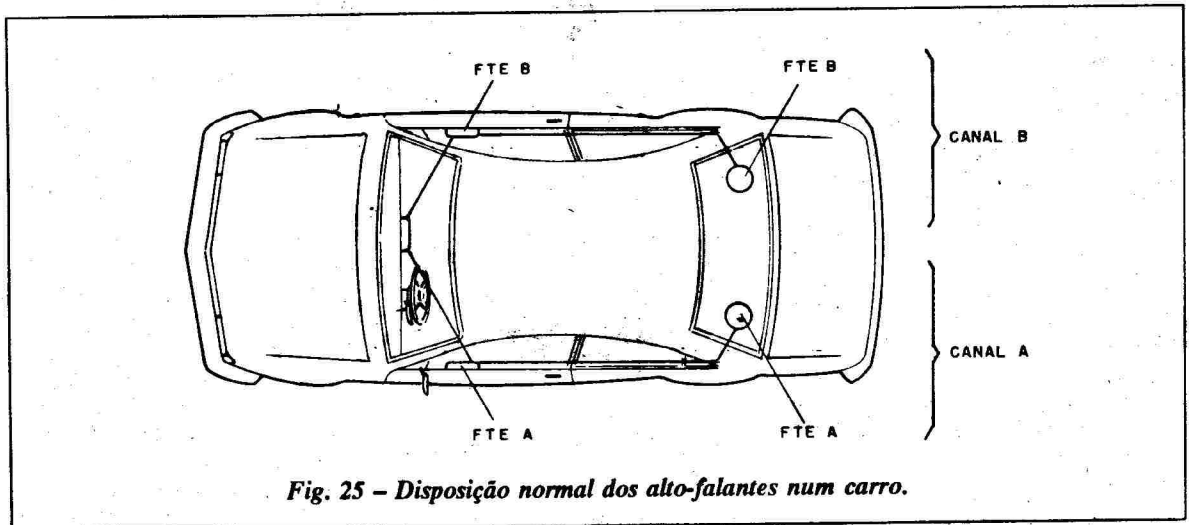 FTE B
FTE B
CANAL B
CANAL A
FTE A
FTE A
Fig. 25 – Disposição normal dos alto-falantes num carro.